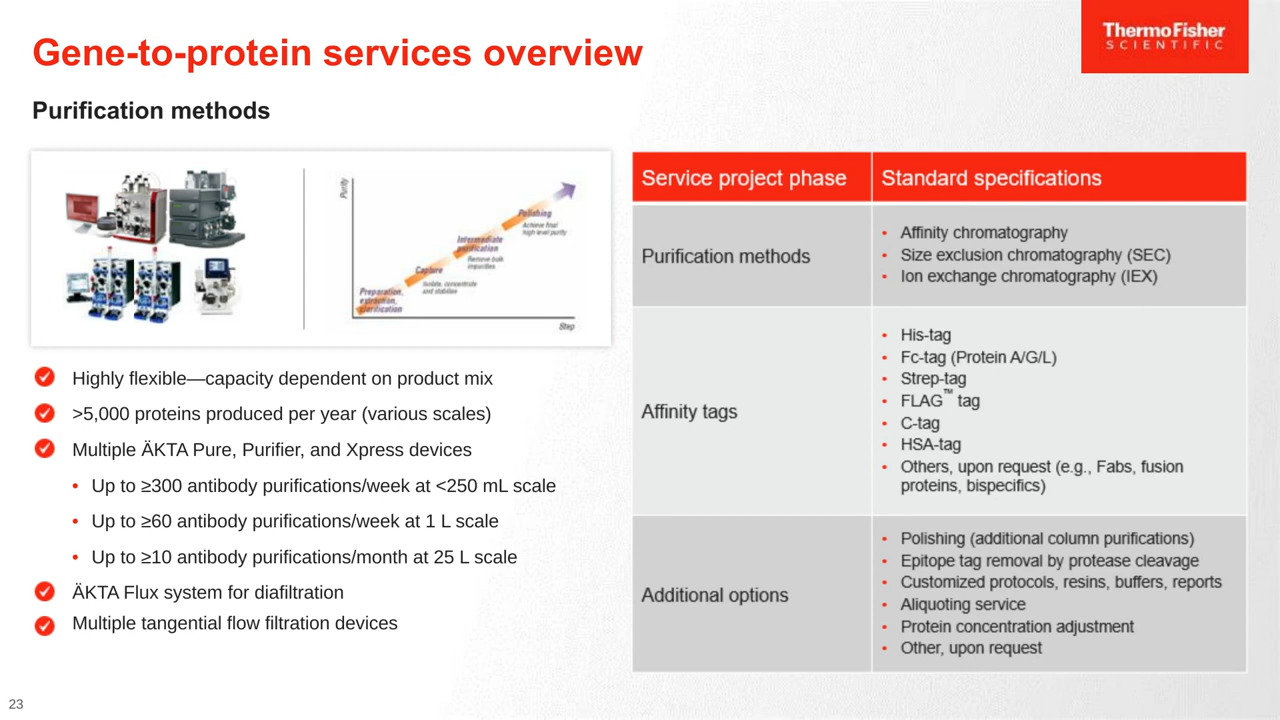 Gene-to-protein services overview
ThermoFisher
SCIENTIFIC
Purification methods
Purity
Polishing
Achieve final
high level purity
Intermediate
purification
Remove bulk
impurities
Capture
Isolate, concentrate
and stabilise
Preparation,
extraction,
clarification
Step
Highly flexible—capacity dependent on product mix
>5,000 proteins produced per year (various scales)
Multiple ÄKTA Pure, Purifier, and Xpress devices
• Up to ≥300 antibody purifications/week at <250 mL scale
• Up to ≥60 antibody purifications/week at 1 L scale
• Up to ≥10 antibody purifications/month at 25 L scale
ÄKTA Flux system for diafiltration
Multiple tangential flow filtration devices
Service project phase
Standard specifications
Purification methods
• Affinity chromatography
• Size exclusion chromatography (SEC)
• Ion exchange chromatography (IEX)
Affinity tags
• His-tag
• Fc-tag (Protein A/G/L)
• Strep-tag
• FLAG™ tag
• C-tag
• HSA-tag
• Others, upon request (e.g., Fabs, fusion
proteins, bispecifics)
Additional options
• Polishing (additional column purifications)
• Epitope tag removal by protease cleavage
• Customized protocols, resins, buffers, reports
• Aliquoting service
• Protein concentration adjustment
• Other, upon request
23